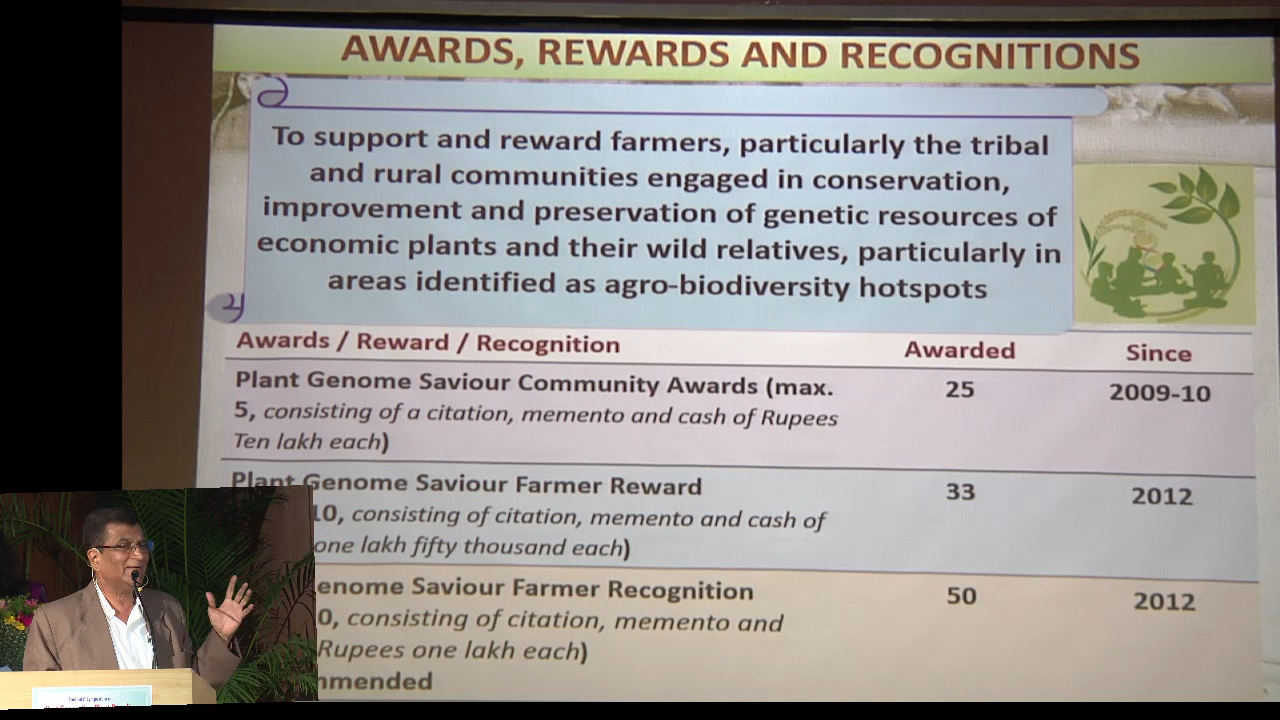 AWARDS, REWARDS AND RECOGNITIONS
To support and reward farmers, particularly the tribal
and rural communities engaged in conservation,
improvement and preservation of genetic resources of
economic plants and their wild relatives, particularly in
areas identified as agro-biodiversity hotspots
Awards / Reward / Recognition Awarded Since
Plant Genome Saviour Community Awards (max. 25 2009-10
5, consisting of a citation, memento and cash of Rupees
Ten lakh each)
Plant Genome Saviour Farmer Reward 33 2012
10, consisting of citation, memento and cash of
one lakh fifty thousand each)
enome Saviour Farmer Recognition 50 2012
0, consisting of citation, memento and
Rupees one lakh each)
mmended